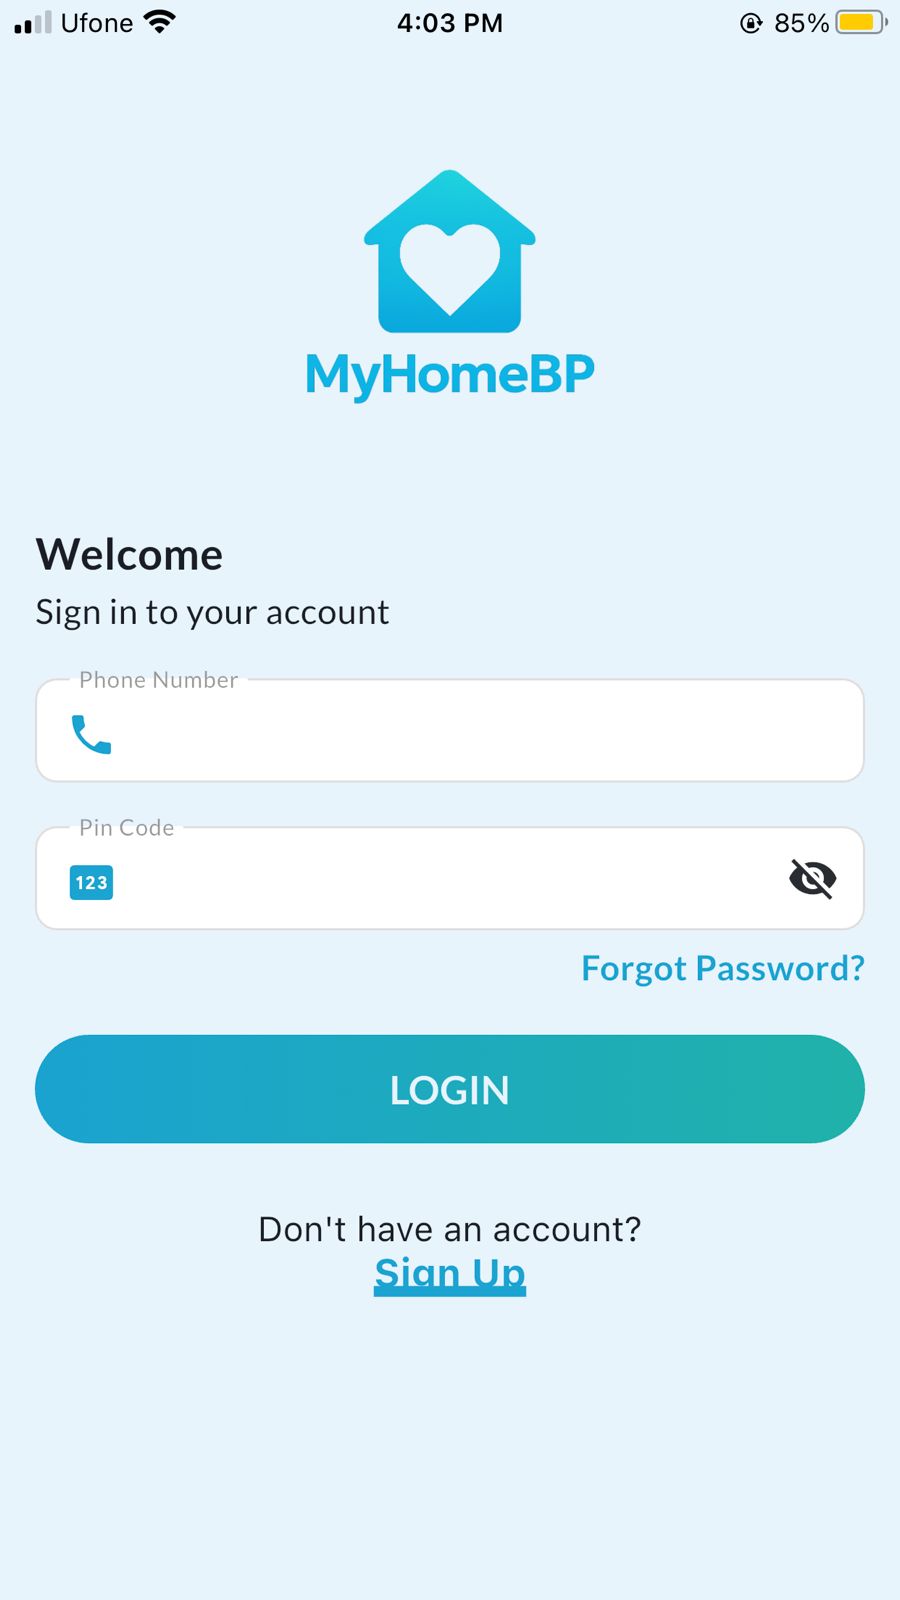 Ufone 4:03 PM 85%
MyHomeBP
Welcome
Sign in to your account
Phone Number
Pin Code
123
Forgot Password?
LOGIN
Don't have an account?
Sign Up